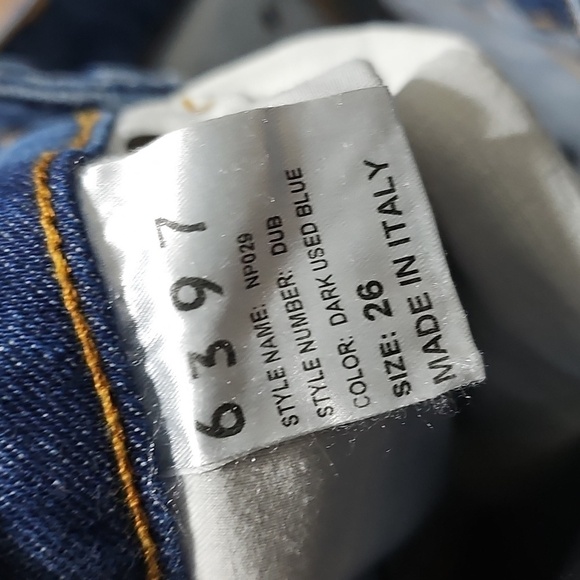 6397
STYLE NAME: NP029
STYLE NUMBER: DUB
COLOR: DARK USED BLUE
SIZE: 26
MADE IN ITALY